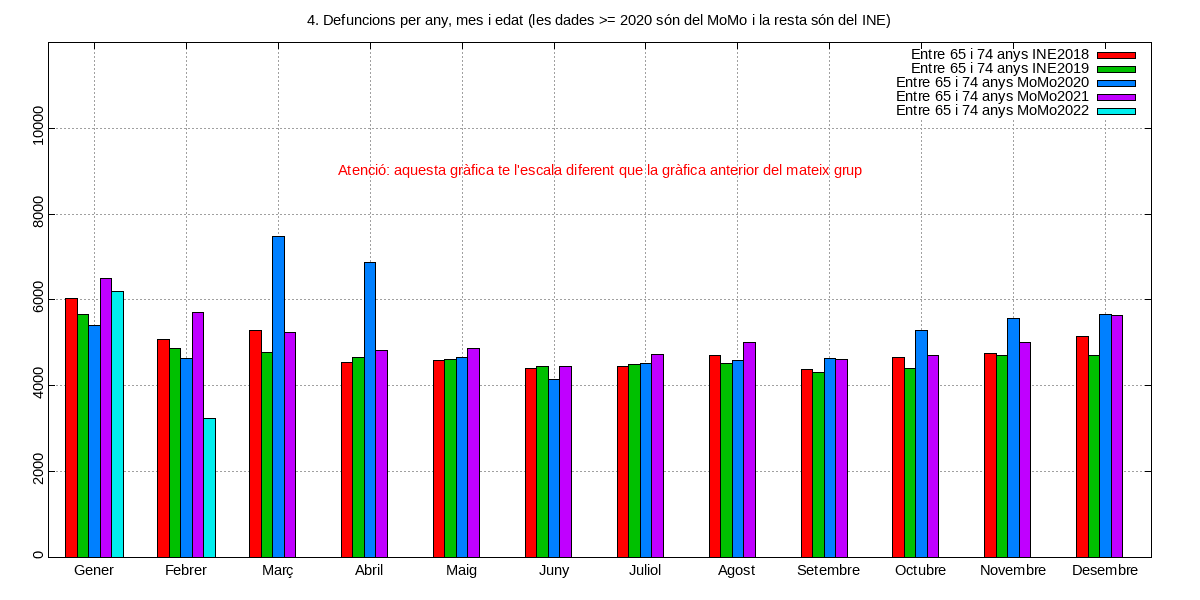 4. Defuncions per any, mes i edat (les dades >= 2020 són del MoMo i la resta són del INE)
Entre 65 i 74 anys INE2018
Entre 65 i 74 anys INE2019
Entre 65 i 74 anys MoMo2020
Entre 65 i 74 anys MoMo2021
Entre 65 i 74 anys MoMo2022
Atenció: aquesta gràfica te l'escala diferent que la gràfica anterior del mateix grup
10000
8000
6000
4000
2000
0
Gener Febrer Març Abril Maig Juny Juliol Agost Setembre Octubre Novembre Desembre